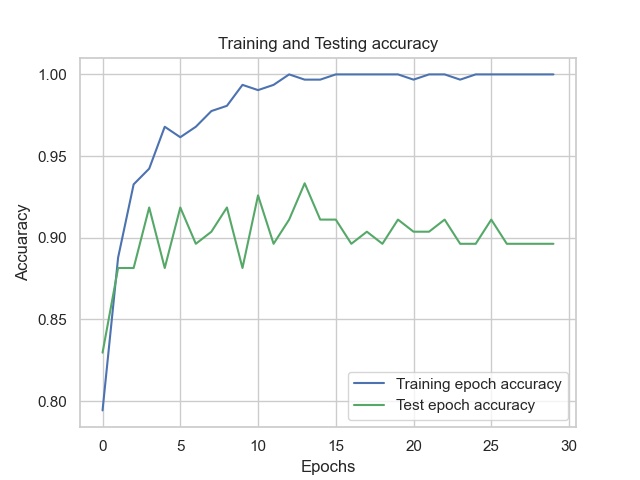 Training and Testing accuracy
1.00
0.95
0.90
0.85
0.80
Accuaracy
0 5 10 15 20 25 30
Epochs
Training epoch accuracy
Test epoch accuracy